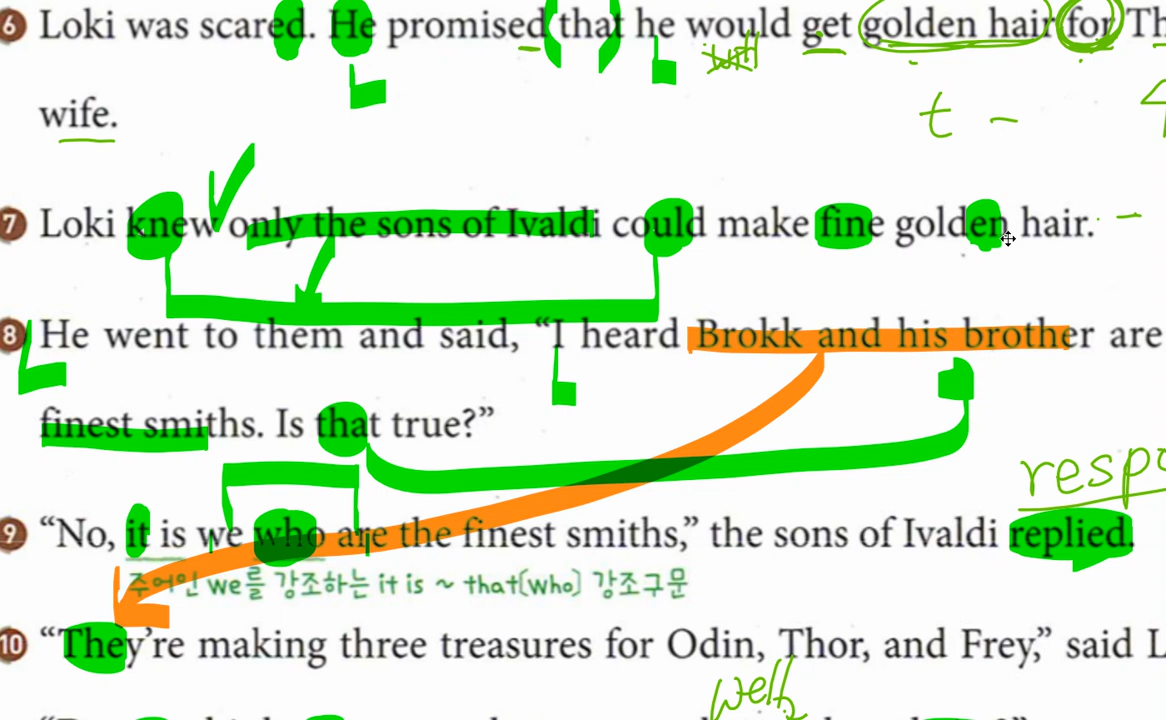 6 Loki was scared. He promised that he would get golden hair for Th
wife.
t -
7 Loki knew only the sons of Ivaldi could make fine golden hair.
8 He went to them and said, “I heard Brokk and his brother are
finest smiths. Is that true?”
respo
9 “No, it is we who are the finest smiths,” the sons of Ivaldi replied.
주어인 we를 강조하는 it is ~ that(who) 강조구문
10 “They’re making three treasures for Odin, Thor, and Frey,” said L